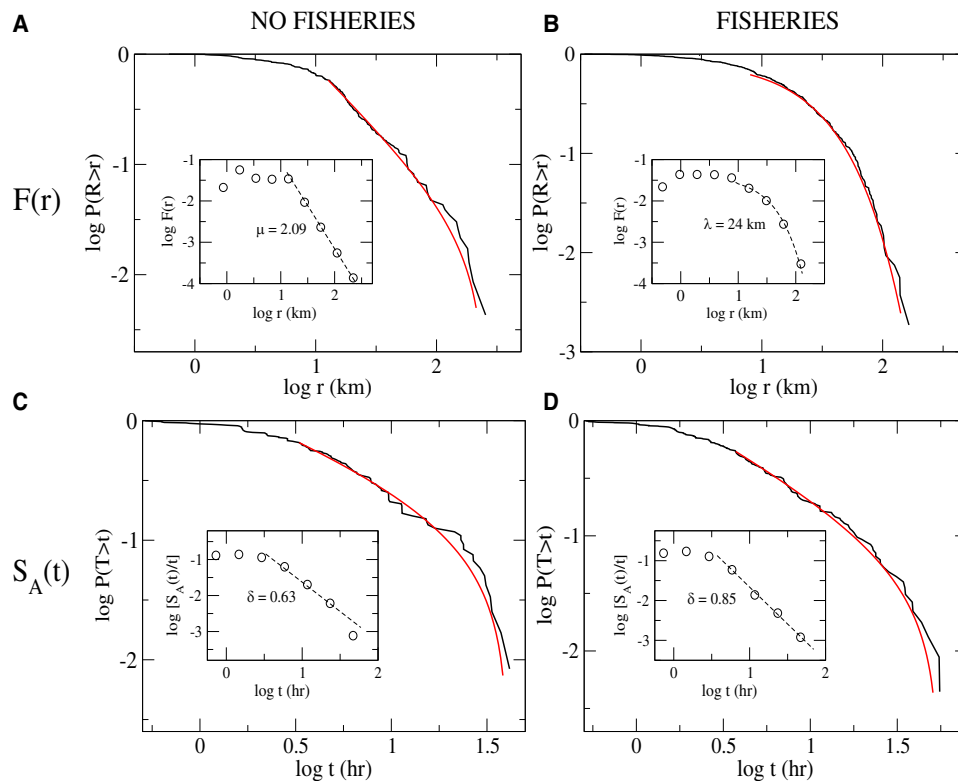 NO FISHERIES
FISHERIES
A
B
F(r)
log P(R>r)
0
-1
-2
0
1
2
log r (km)
-1
-2
-3
-4
log F(r)
μ = 2.09
0
1
2
log r (km)
log P(R>r)
0
-1
-2
-3
0
1
2
log r (km)
-1
-2
-3
-4
log F(r)
λ = 24 km
0
1
2
log r (km)
C
D
S_A(t)
log P(T>t)
0
-1
-2
0
0.5
1
1.5
log t (hr)
-1
-2
-3
log [S_A(t)/t]
δ = 0.63
0
1
2
log t (hr)
log P(T>t)
0
-1
-2
0
0.5
1
1.5
log t (hr)
0
-1
-2
-3
log [S_A(t)/t]
δ = 0.85
0
1
2
log t (hr)